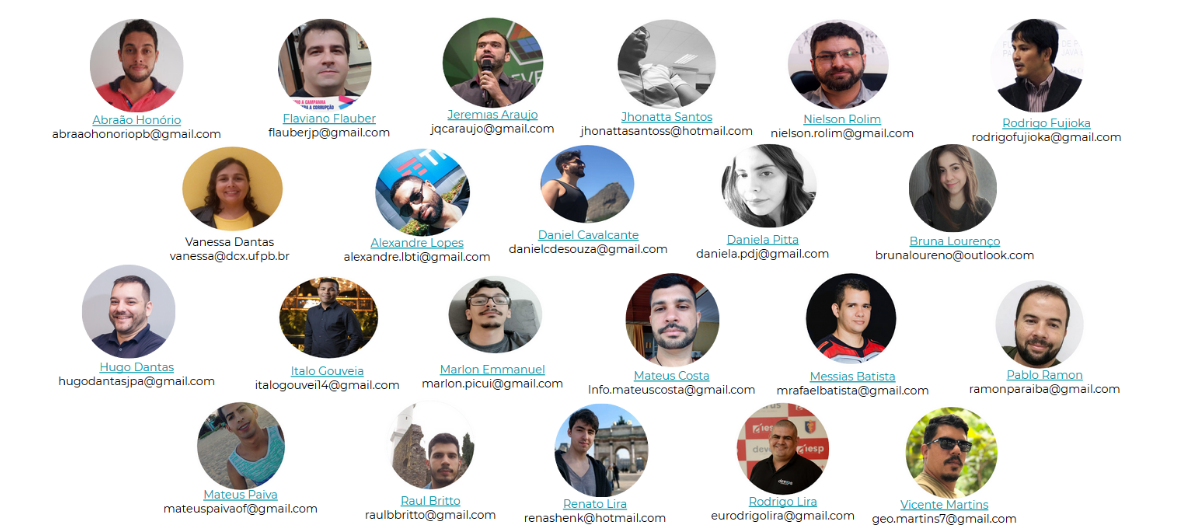 Abraão Honório
abraaohonoriopb@gmail.com
Flaviano Flauber
flauberjp@gmail.com
Jeremias Araujo
jqcaraujo@gmail.com
Jhonatta Santos
jhonattasantoss@hotmail.com
Nielson Rolim
nielson.rolim@gmail.com
Rodrigo Fujioka
rodrigofujioka@gmail.com
Vanessa Dantas
vanessa@dcx.ufpb.br
Alexandre Lopes
alexandre.lbti@gmail.com
Daniel Cavalcante
danielcdesouza@gmail.com
Daniela Pitta
daniela.pdj@gmail.com
Bruna Lourenço
brunaloureno@outlook.com
Hugo Dantas
hugodantasjpa@gmail.com
Italo Gouveia
italogouvei14@gmail.com
Marlon Emmanuel
marlon.picui@gmail.com
Mateus Costa
Info.mateuscosta@gmail.com
Messias Batista
mrafaelbatista@gmail.com
Pablo Ramon
ramonparaiba@gmail.com
Mateus Paiva
mateuspaivaof@gmail.com
Raul Britto
raulbbritto@gmail.com
Renato Lira
renashenk@hotmail.com
iesp
iesp
Rodrigo Lira
eurodrigolira@gmail.com
Vicente Martins
geo.martins7@gmail.com